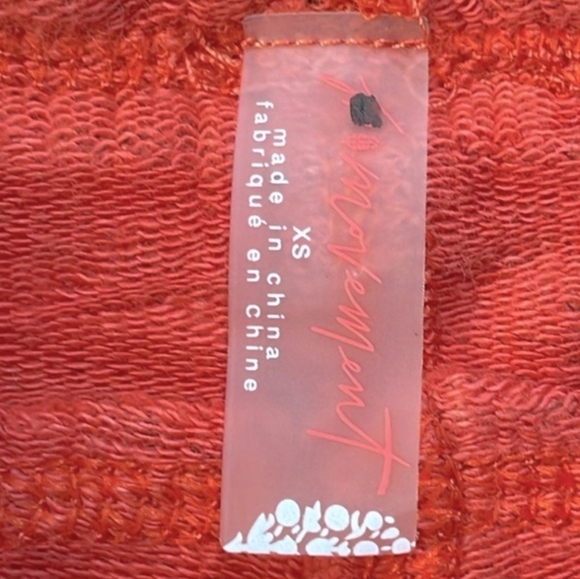 movement
XS
made in china
fabriqué en chine